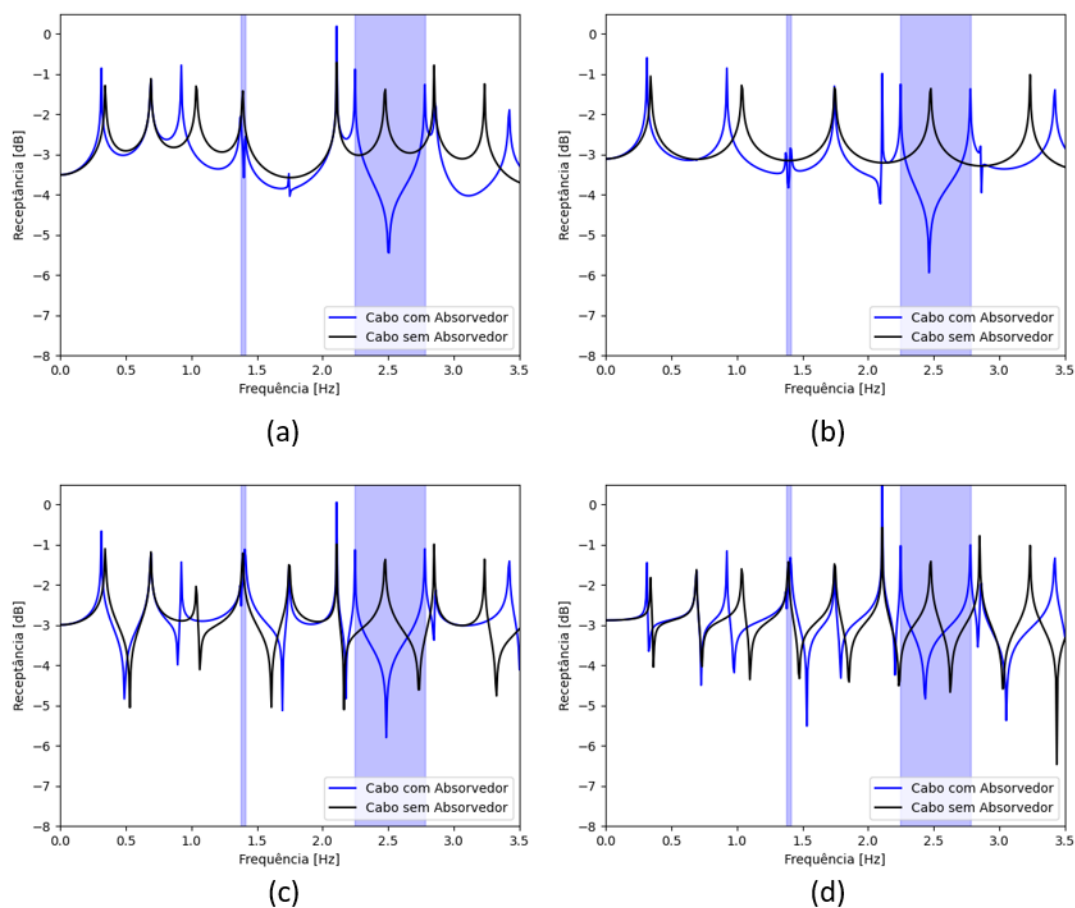 0
−1
−2
−3
−4
−5
−6
−7
−8
Receptância [dB]
Cabo com Absorvedor
Cabo sem Absorvedor
0.0 0.5 1.0 1.5 2.0 2.5 3.0 3.5
Frequência [Hz]
(a)
0
−1
−2
−3
−4
−5
−6
−7
−8
Receptância [dB]
Cabo com Absorvedor
Cabo sem Absorvedor
0.0 0.5 1.0 1.5 2.0 2.5 3.0 3.5
Frequência [Hz]
(b)
0
−1
−2
−3
−4
−5
−6
−7
−8
Receptância [dB]
Cabo com Absorvedor
Cabo sem Absorvedor
0.0 0.5 1.0 1.5 2.0 2.5 3.0 3.5
Frequência [Hz]
(c)
0
−1
−2
−3
−4
−5
−6
−7
−8
Receptância [dB]
Cabo com Absorvedor
Cabo sem Absorvedor
0.0 0.5 1.0 1.5 2.0 2.5 3.0 3.5
Frequência [Hz]
(d)